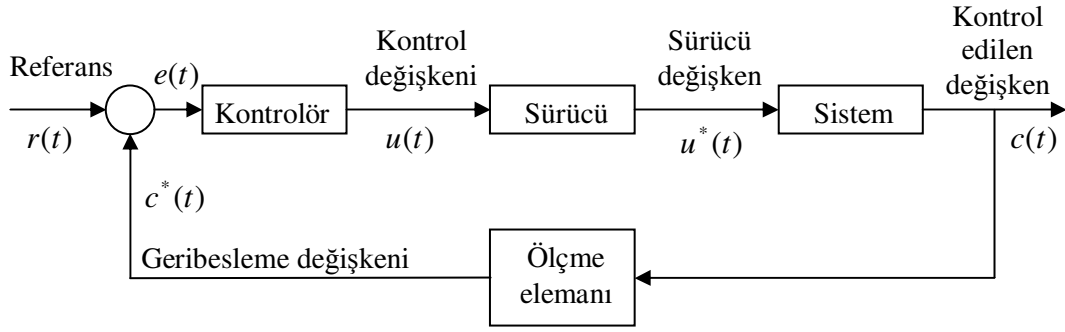 Referans
r(t)
e(t)
Kontrolör
Kontrol
değişkeni
u(t)
Sürücü
Sürücü
değişken
u*(t)
Sistem
Kontrol
edilen
değişken
c(t)
c*(t)
Geribesleme değişkeni
Ölçme
elemanı